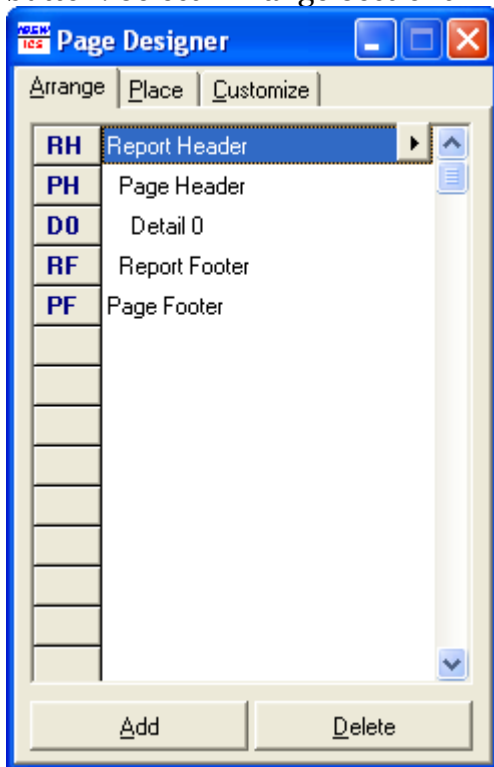 Page Designer
Arrange Place Customize
RH Report Header
PH Page Header
D0 Detail 0
RF Report Footer
PF Page Footer
Add Delete